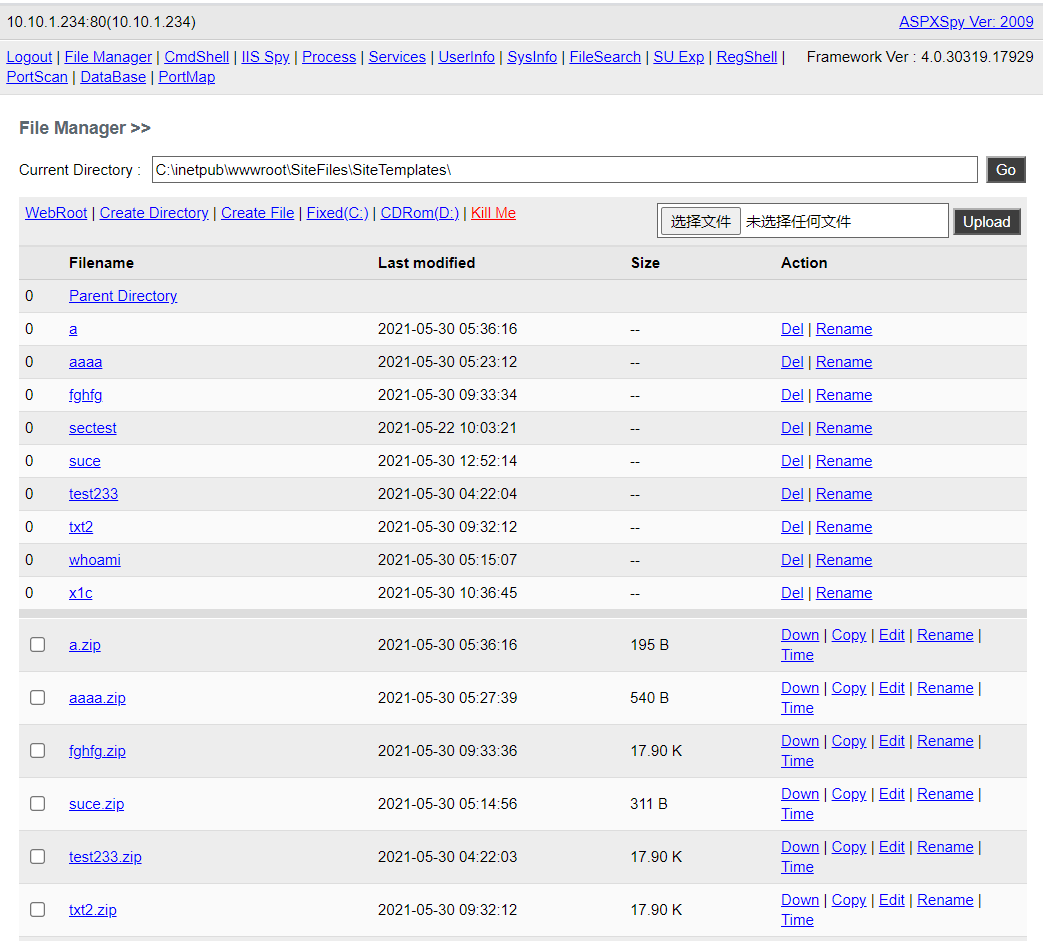 10.10.1.234:80(10.10.1.234) ASPXSpy Ver: 2009
Logout | File Manager | CmdShell | IIS Spy | Process | Services | UserInfo | SysInfo | FileSearch | SU Exp | RegShell | Framework Ver : 4.0.30319.17929
PortScan | DataBase | PortMap
File Manager >>
Current Directory : C:\inetpub\wwwroot\SiteFiles\SiteTemplates\ Go
WebRoot | Create Directory | Create File | Fixed(C:) | CDRom(D:) | Kill Me 选择文件 未选择任何文件 Upload
Filename Last modified Size Action
0 Parent Directory
0 a 2021-05-30 05:36:16 -- Del | Rename
0 aaaa 2021-05-30 05:23:12 -- Del | Rename
0 fghfg 2021-05-30 09:33:34 -- Del | Rename
0 sectest 2021-05-22 10:03:21 -- Del | Rename
0 suce 2021-05-30 12:52:14 -- Del | Rename
0 test233 2021-05-30 04:22:04 -- Del | Rename
0 txt2 2021-05-30 09:32:12 -- Del | Rename
0 whoami 2021-05-30 05:15:07 -- Del | Rename
0 x1c 2021-05-30 10:36:45 -- Del | Rename
a.zip 2021-05-30 05:36:16 195 B Down | Copy | Edit | Rename |
Time
aaaa.zip 2021-05-30 05:27:39 540 B Down | Copy | Edit | Rename |
Time
fghfg.zip 2021-05-30 09:33:36 17.90 K Down | Copy | Edit | Rename |
Time
suce.zip 2021-05-30 05:14:56 311 B Down | Copy | Edit | Rename |
Time
test233.zip 2021-05-30 04:22:03 17.90 K Down | Copy | Edit | Rename |
Time
txt2.zip 2021-05-30 09:32:12 17.90 K Down | Copy | Edit | Rename |
Time